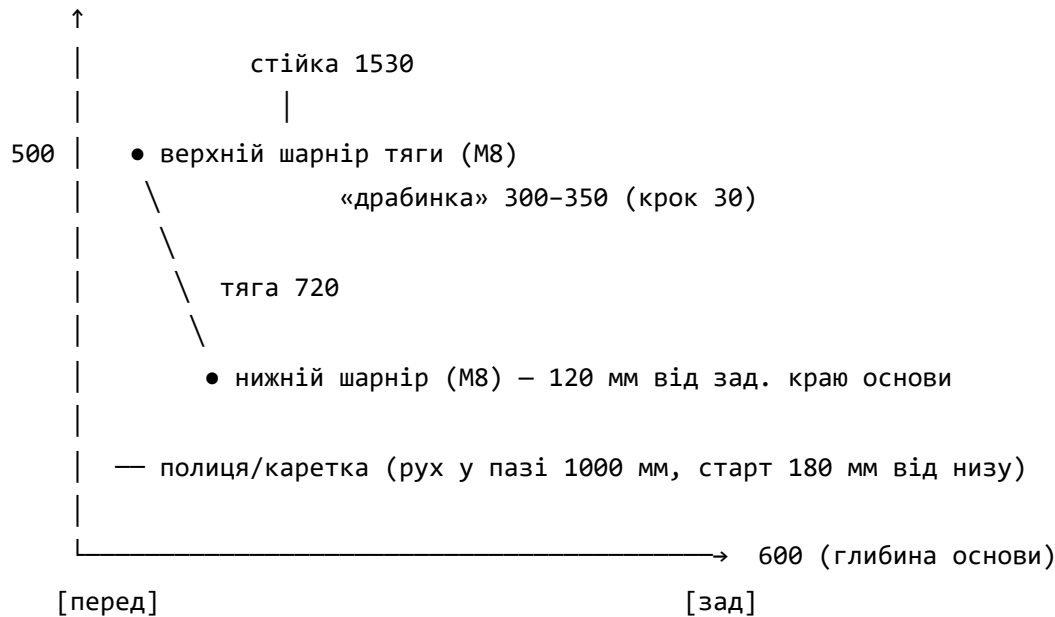 стійка 1530
500 ● верхній шарнір тяги (M8)
«драбинка» 300–350 (крок 30)
тяга 720
● нижній шарнір (M8) — 120 мм від зад. краю основи
полиця/каретка (рух у пазі 1000 мм, старт 180 мм від низу)
600 (глибина основи)
[перед] [зад]